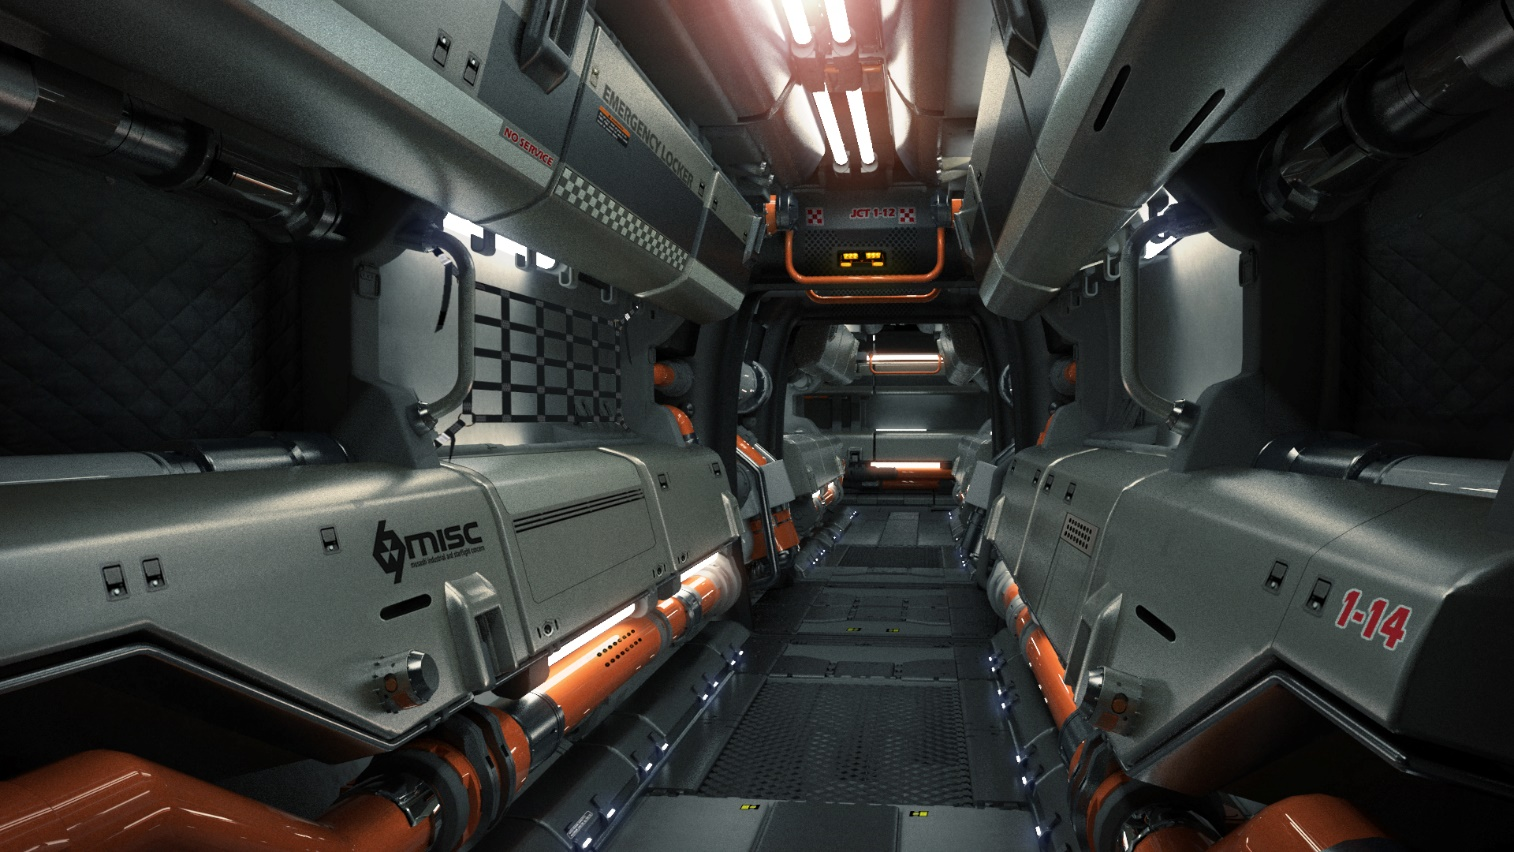 EMERGENCY LOCKER
NO SERVICE
JCT 1-12
MISC
1-14